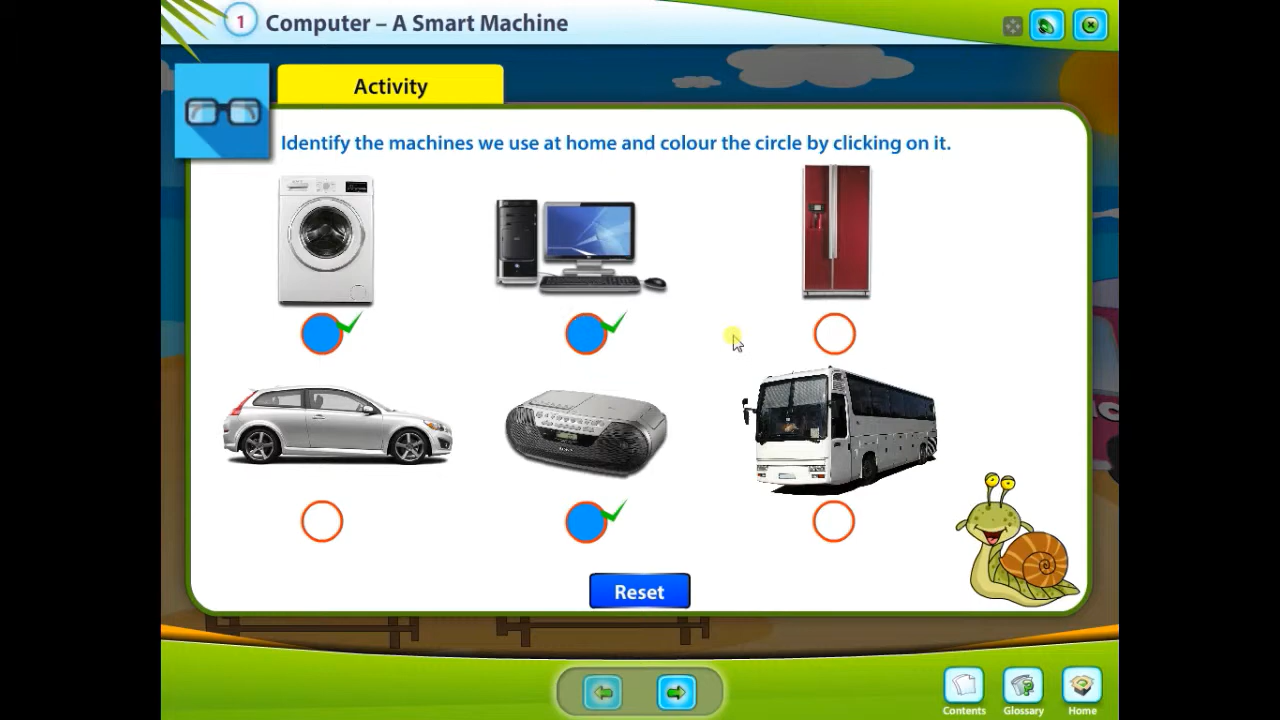 1 Computer – A Smart Machine
Activity
Identify the machines we use at home and colour the circle by clicking on it.
Reset
Contents
Glossary
Home